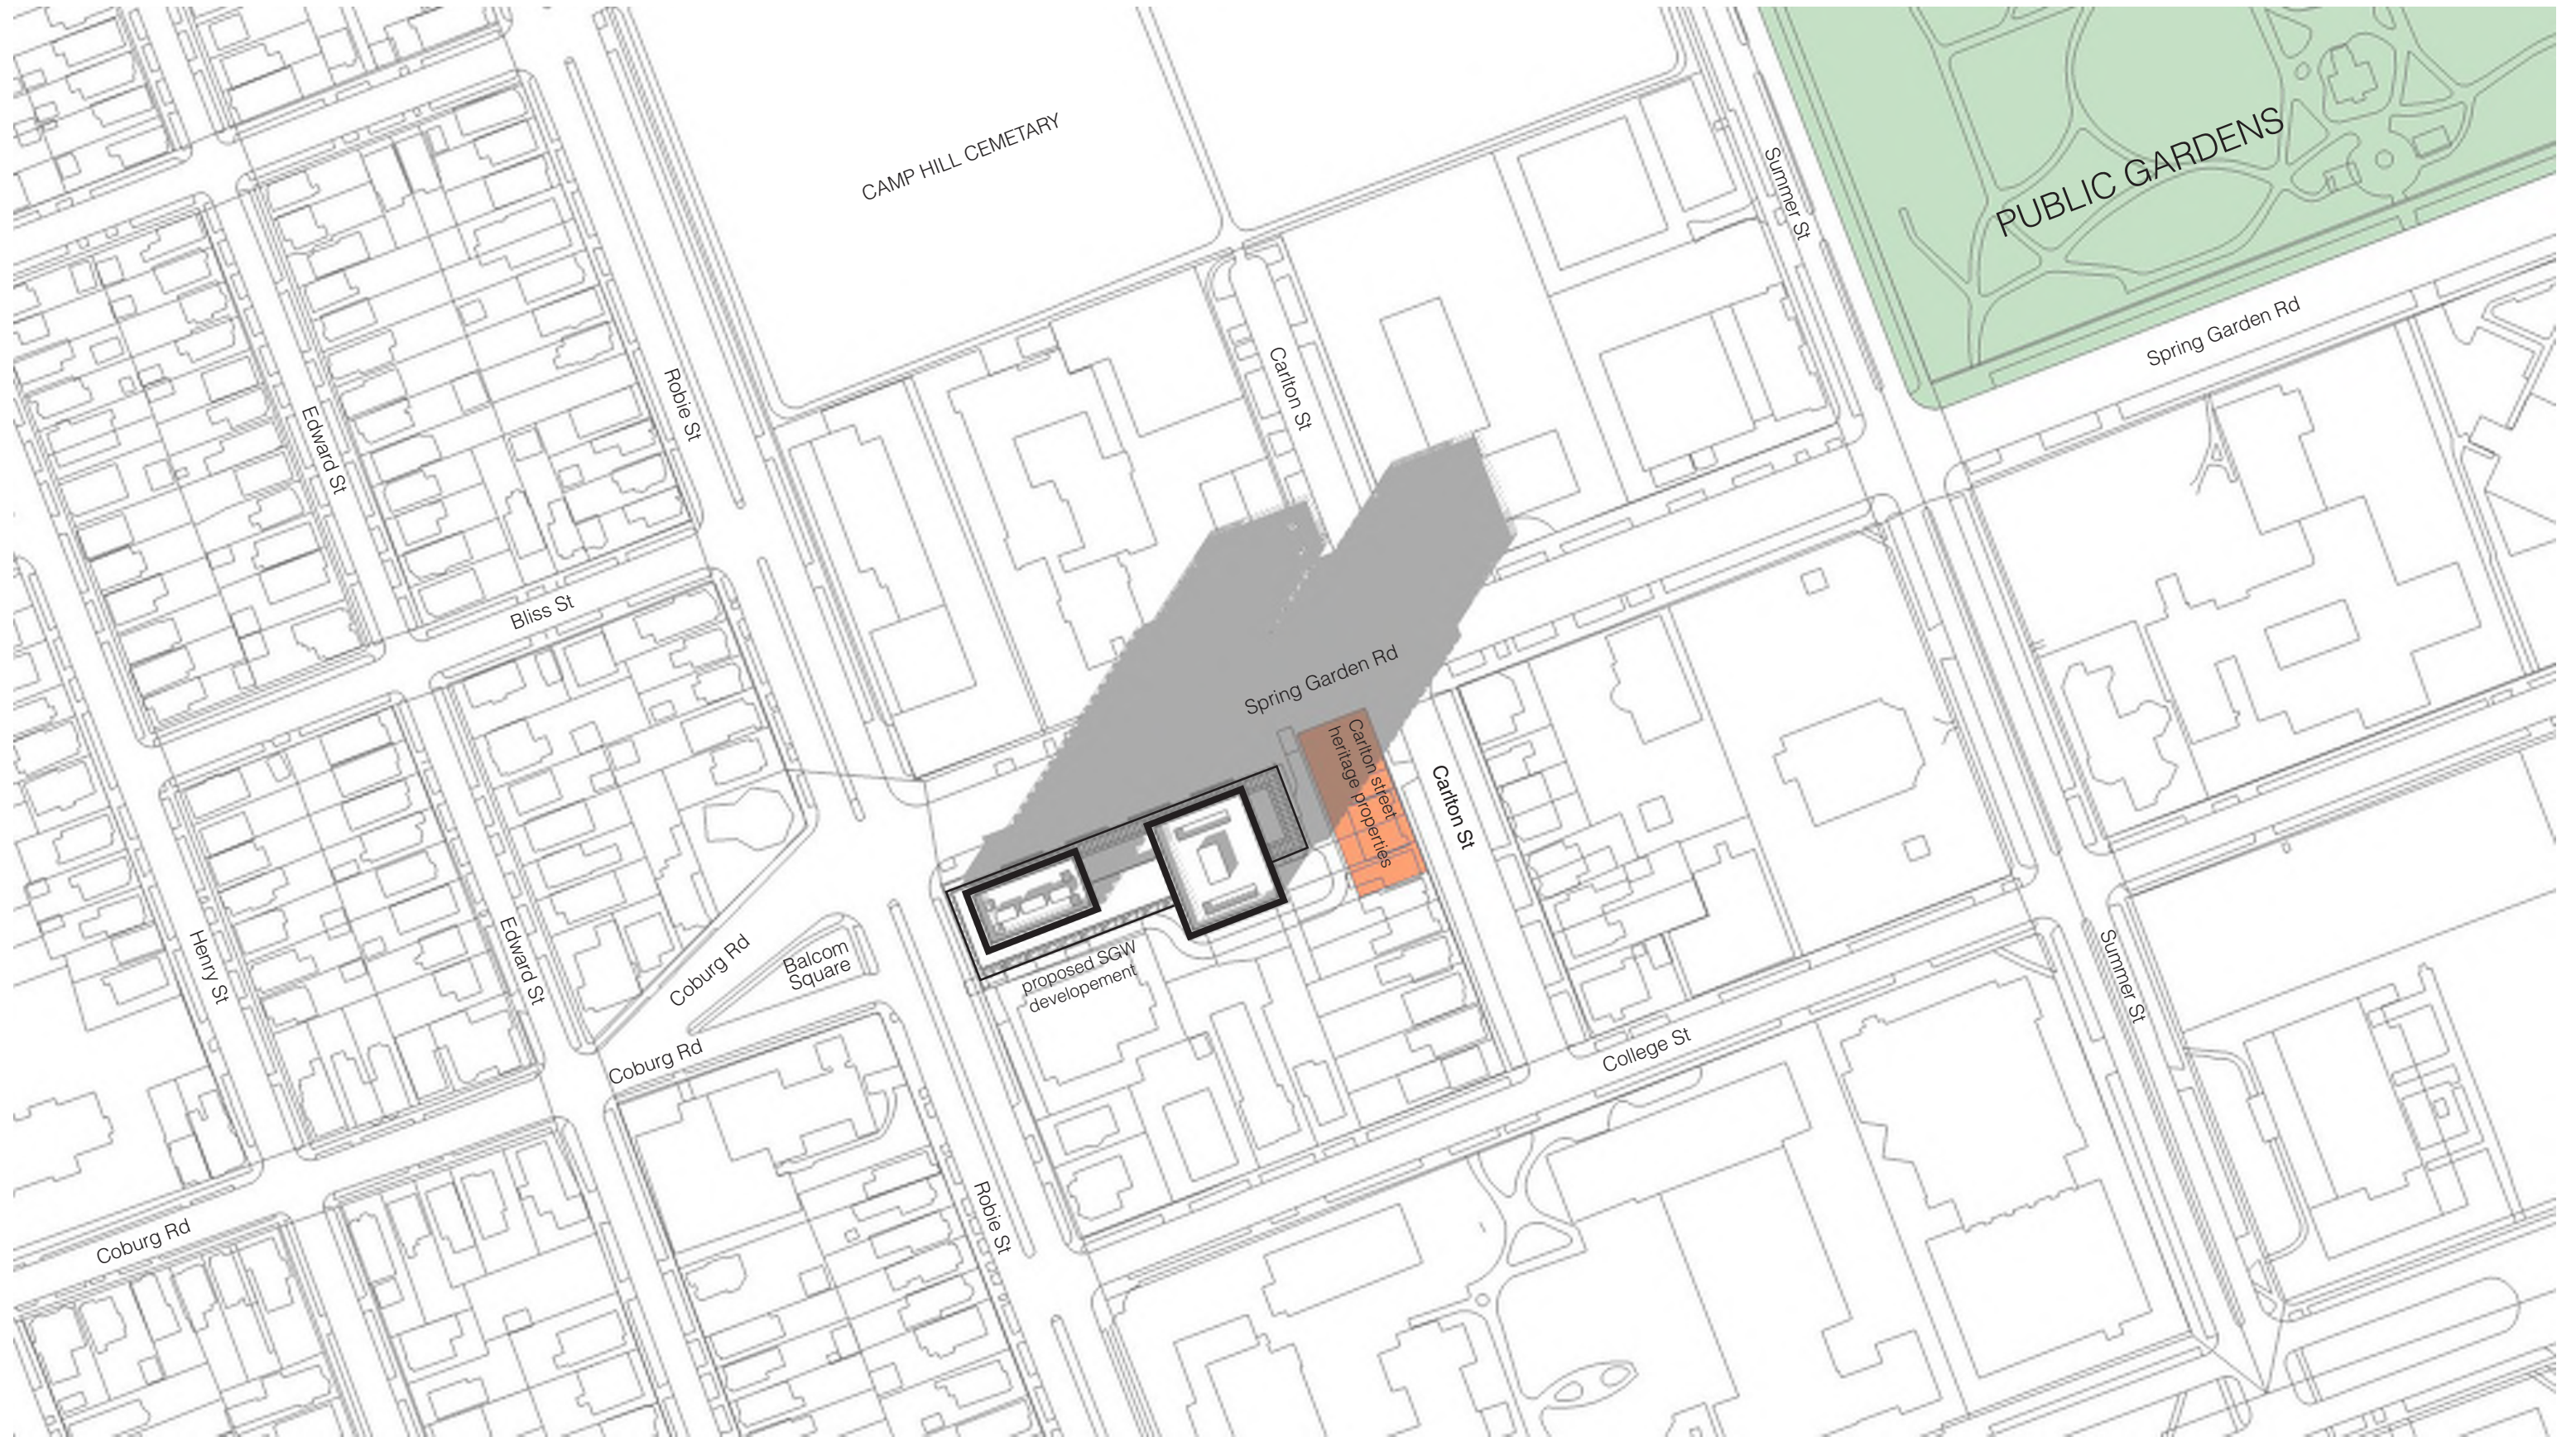 CAMP HILL CEMETARY
PUBLIC GARDENS
Summer St
Spring Garden Rd
Carlton St
Robie St
Edward St
Bliss St
Spring Garden Rd
Carlton street
heritage properties
Carlton St
Henry St
Edward St
Coburg Rd
Balcom
Square
proposed SGW
developement
Summer St
College St
Coburg Rd
Robie St
Coburg Rd